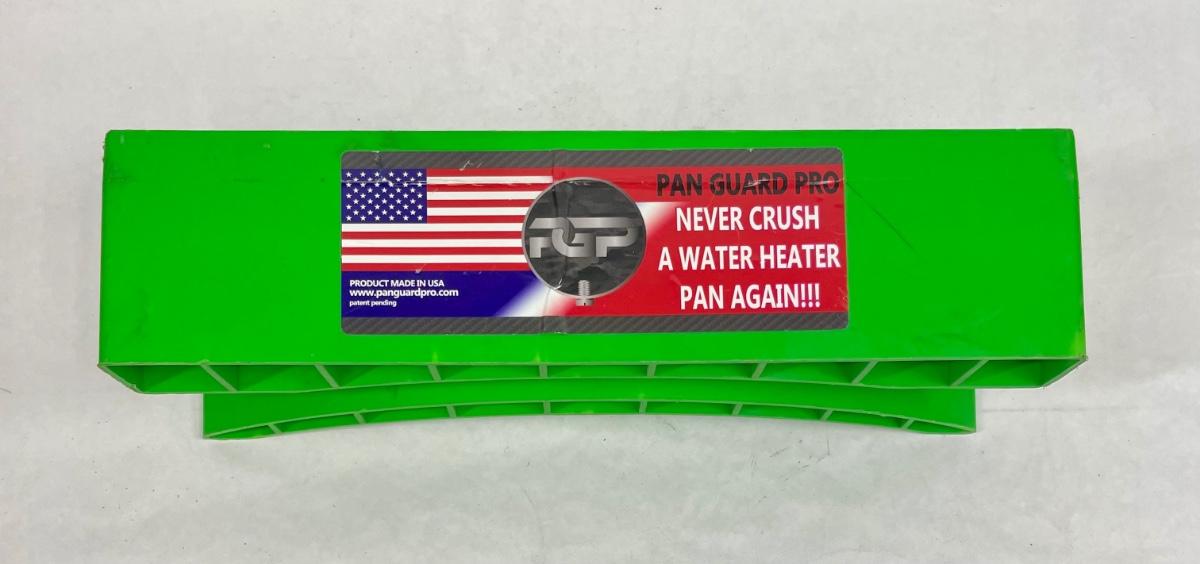 PAN GUARD PRO
NEVER CRUSH
A WATER HEATER
PAN AGAIN!!!
PGP
PRODUCT MADE IN USA
www.panguardpro.com
patent pending